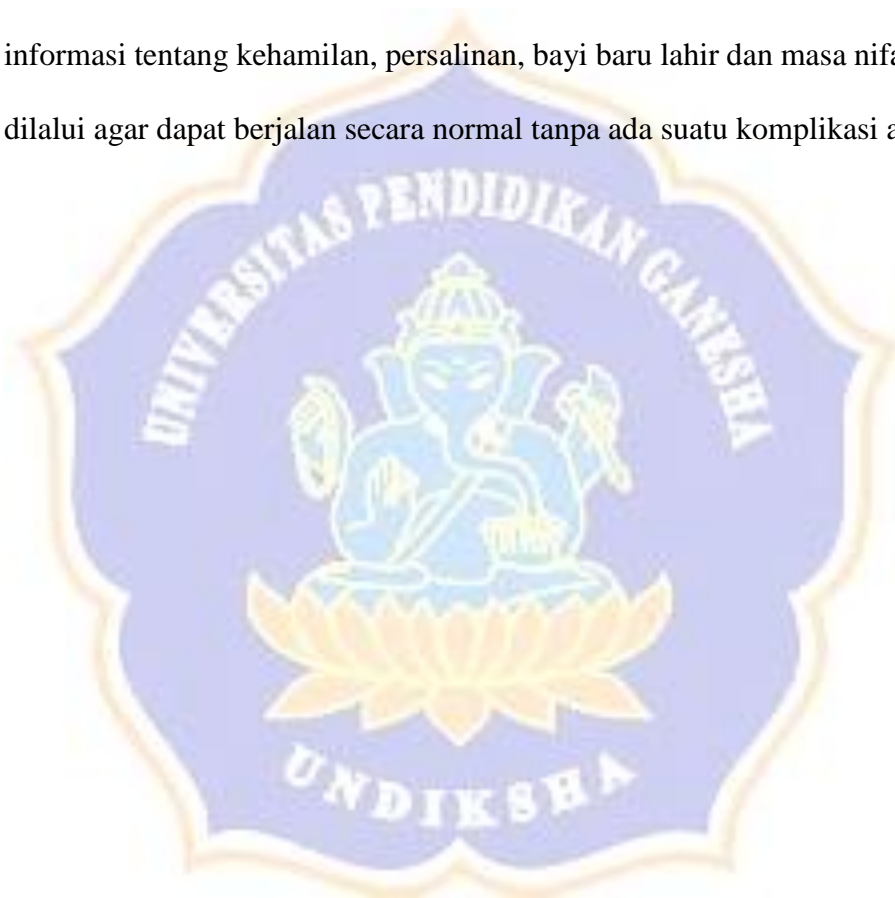 informasi tentang kehamilan, persalinan, bayi baru lahir dan masa nifa
dilalui agar dapat berjalan secara normal tanpa ada suatu komplikasi a
UNIVERSITAS PENDIDIKAN GANESHA
UNDIKSHA